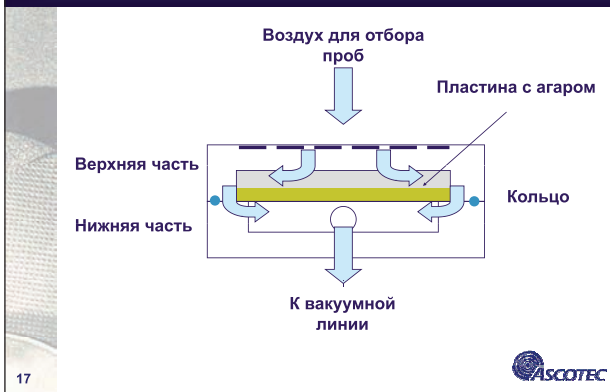 Воздух для отбора
проб
Пластина с агаром
Верхняя часть
Кольцо
Нижняя часть
К вакуумной
линии
17
ASCOTEC